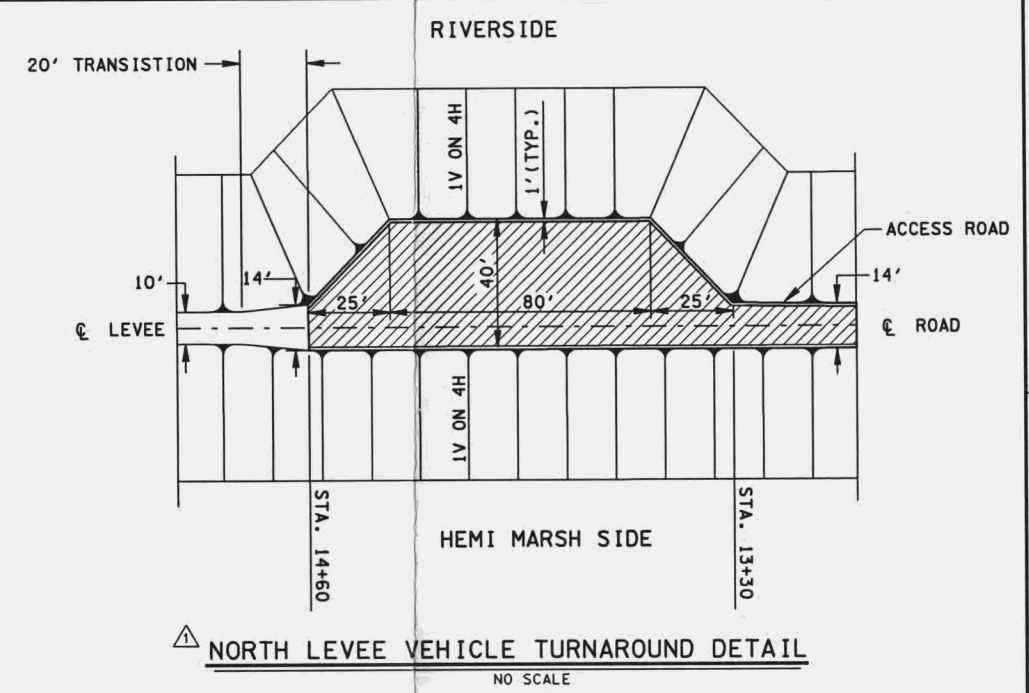 RIVERSIDE
20' TRANSISTION
1V ON 4H
1'(TYP.)
ACCESS ROAD
10'
14'
25'
80'
25'
40'
14'
℄ LEVEE
℄ ROAD
1V ON 4H
STA. 14+60
HEMI MARSH SIDE
STA. 13+30
1 NORTH LEVEE VEHICLE TURNAROUND DETAIL
NO SCALE